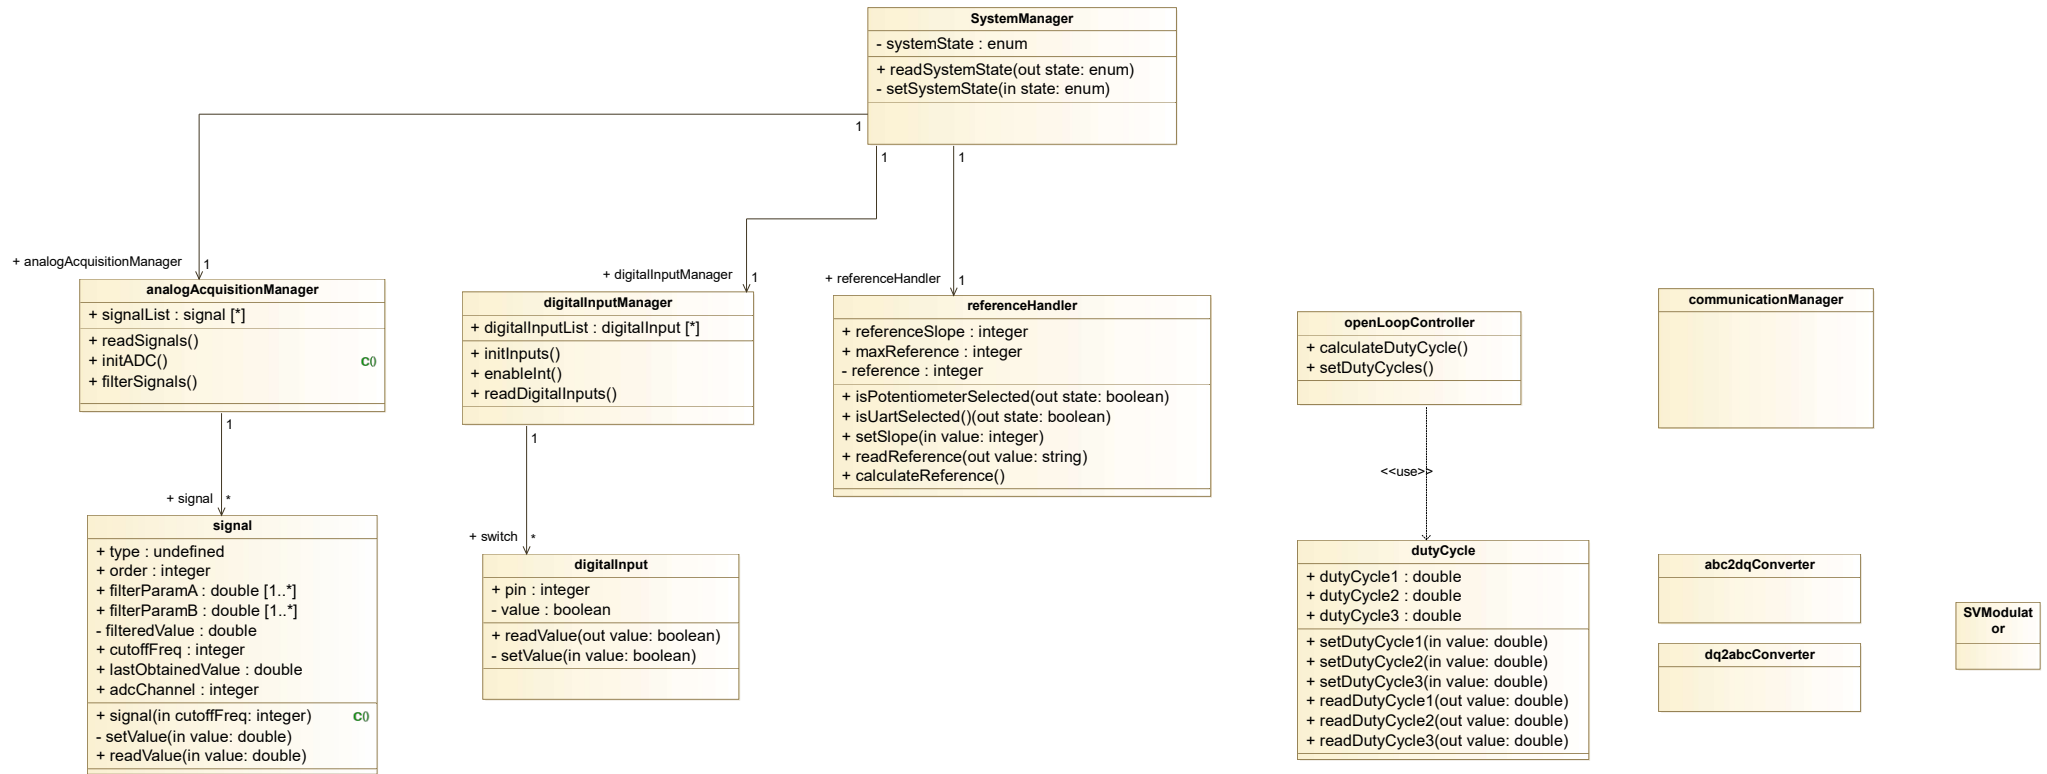 SystemManager
- systemState : enum
+ readSystemState(out state: enum)
- setSystemState(in state: enum)
1
1
1
+ analogAcquisitionManager
1
+ digitalInputManager
1
+ referenceHandler
1
analogAcquisitionManager
+ signalList : signal [*]
+ readSignals()
+ initADC()
C()
+ filterSignals()
1
digitalInputManager
+ digitalInputList : digitalInput [*]
+ initInputs()
+ enableInt()
+ readDigitalInputs()
1
referenceHandler
+ referenceSlope : integer
+ maxReference : integer
- reference : integer
+ isPotentiometerSelected(out state: boolean)
+ isUartSelected()(out state: boolean)
+ setSlope(in value: integer)
+ readReference(out value: string)
+ calculateReference()
openLoopController
+ calculateDutyCycle()
+ setDutyCycles()
<<use>>
communicationManager
+ signal
*
signal
+ type : undefined
+ order : integer
+ filterParamA : double [1..*]
+ filterParamB : double [1..*]
- filteredValue : double
+ cutoffFreq : integer
+ lastObtainedValue : double
+ adcChannel : integer
+ signal(in cutoffFreq: integer)
C()
- setValue(in value: double)
+ readValue(in value: double)
+ switch
*
digitalInput
+ pin : integer
- value : boolean
+ readValue(out value: boolean)
- setValue(in value: boolean)
dutyCycle
+ dutyCycle1 : double
+ dutyCycle2 : double
+ dutyCycle3 : double
+ setDutyCycle1(in value: double)
+ setDutyCycle2(in value: double)
+ setDutyCycle3(in value: double)
+ readDutyCycle1(out value: double)
+ readDutyCycle2(out value: double)
+ readDutyCycle3(out value: double)
abc2dqConverter
dq2abcConverter
SVModulat
or